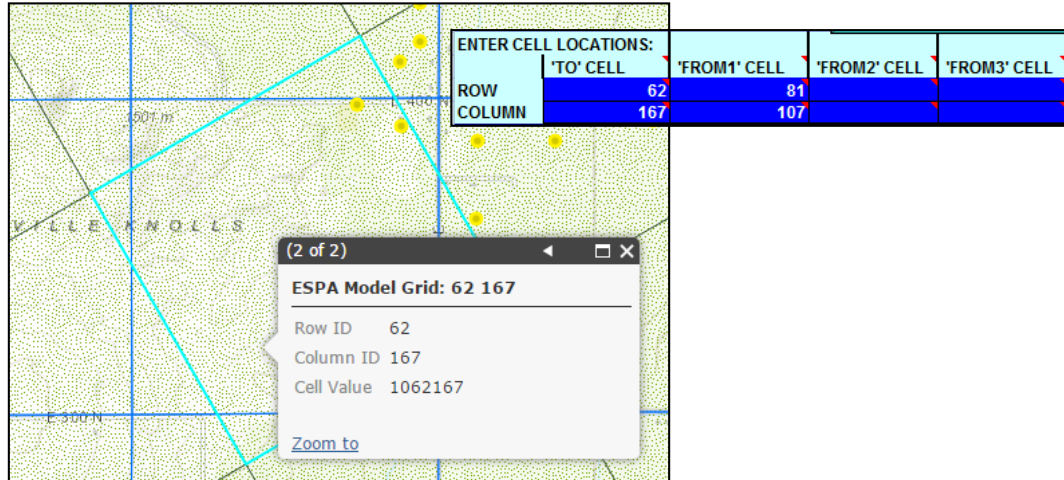 ENTER CELL LOCATIONS:
'TO' CELL 'FROM1' CELL 'FROM2' CELL 'FROM3' CELL
ROW 62 81
COLUMN 167 107
E 400 N
1501 m
VILLE KNOLLS
(2 of 2)
ESPA Model Grid: 62 167
Row ID 62
Column ID 167
Cell Value 1062167
E 300 N
Zoom to